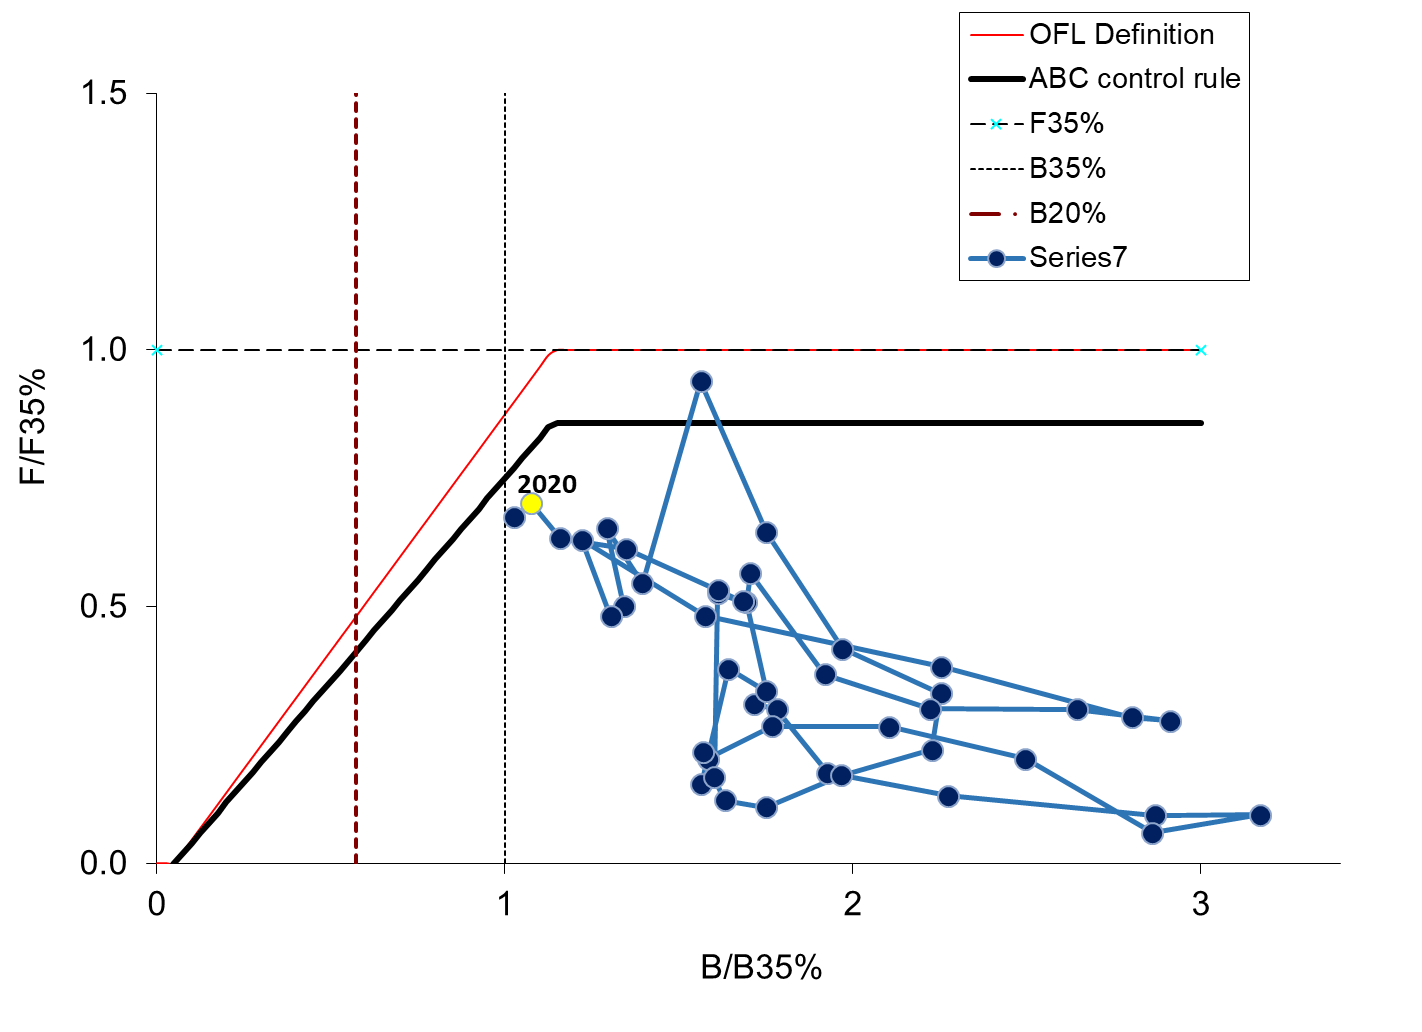 OFL Definition
ABC control rule
F35%
B35%
B20%
Series7
1.5
1.0
0.5
0.0
F/F35%
2020
0 1 2 3
B/B35%